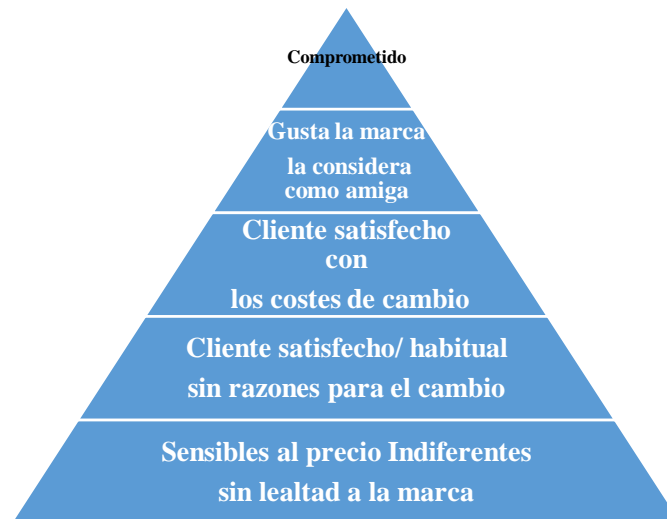 Comprometido
Gusta la marca
la considera
como amiga
Cliente satisfecho
con
los costes de cambio
Cliente satisfecho/ habitual
sin razones para el cambio
Sensibles al precio Indiferentes
sin lealtad a la marca